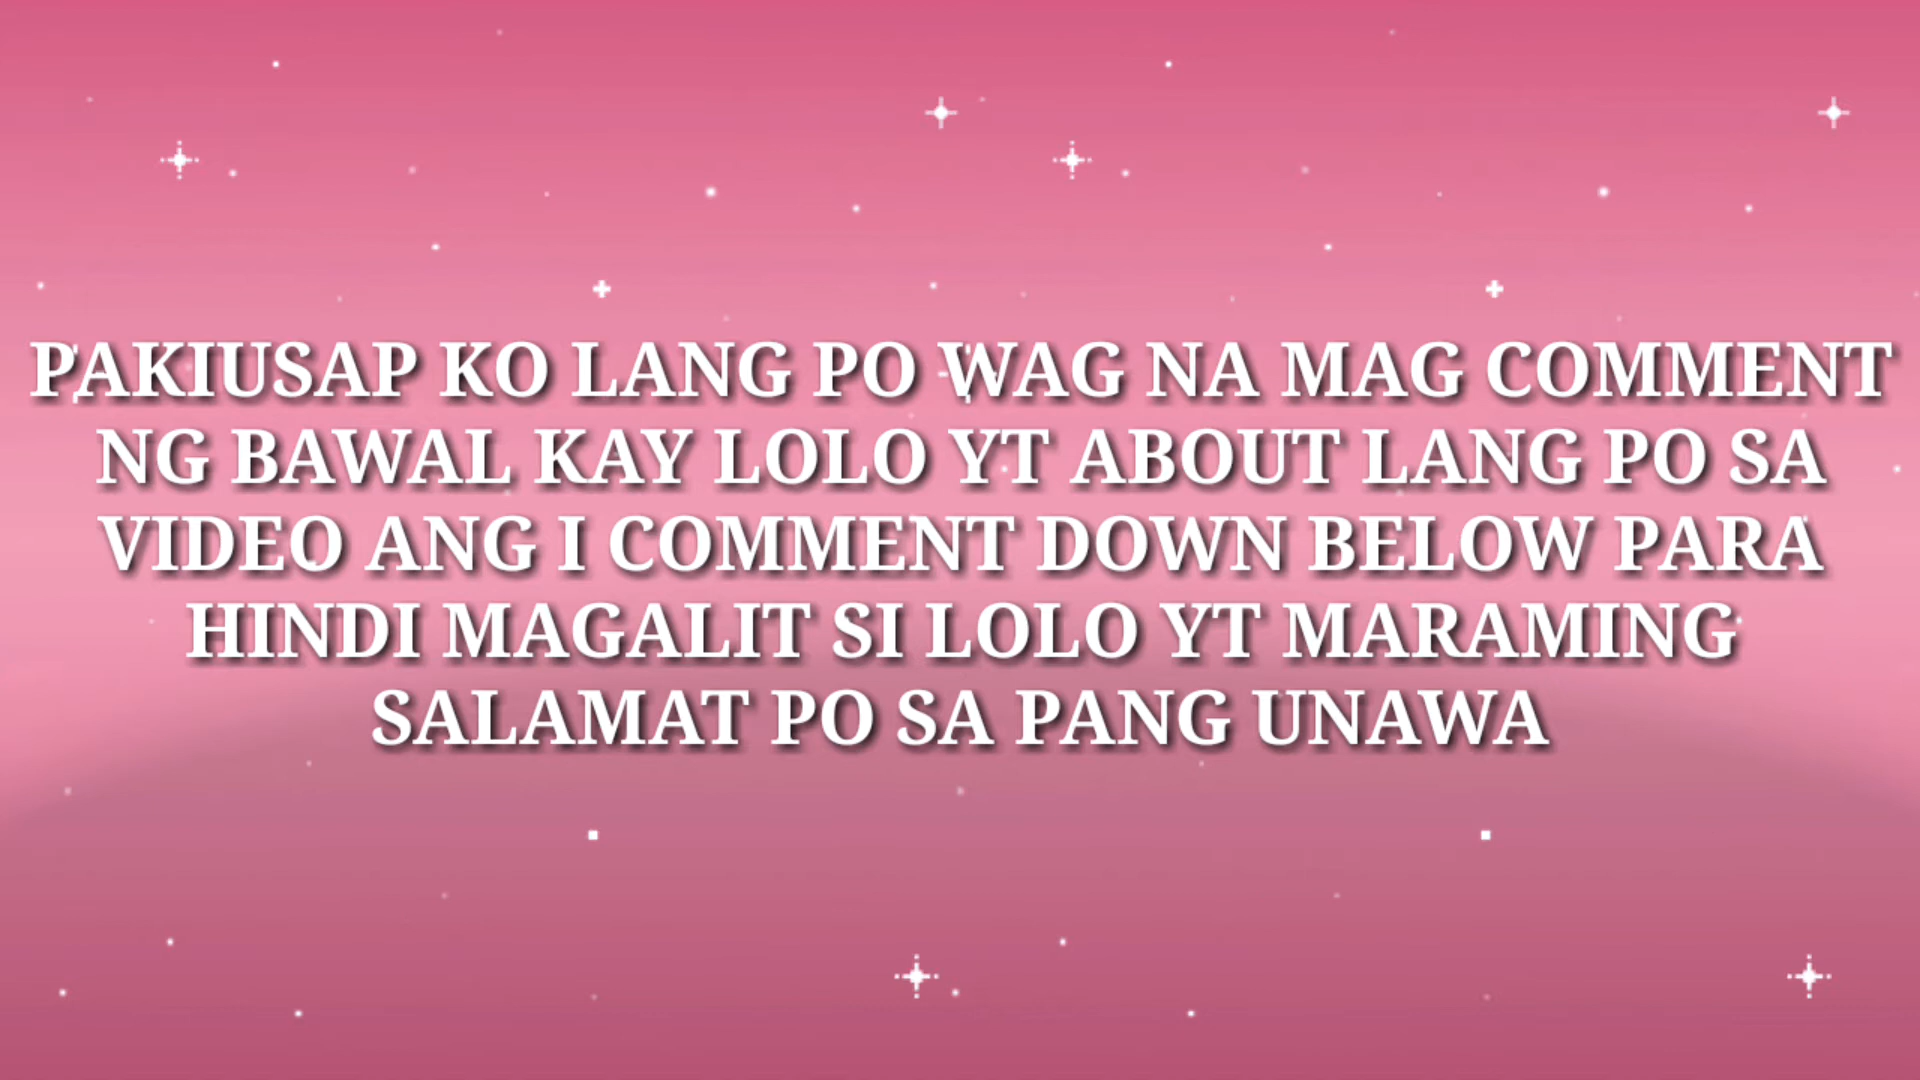 PAKIUSAP KO LANG PO WAG NA MAG COMMENT
NG BAWAL KAY LOLO YT ABOUT LANG PO SA
VIDEO ANG I COMMENT DOWN BELOW PARA
HINDI MAGALIT SI LOLO YT MARAMING
SALAMAT PO SA PANG UNAWA